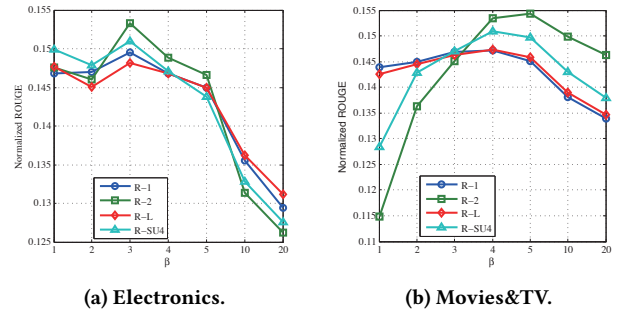 0.155
0.15
0.145
0.14
0.135
0.13
0.125
Normalized ROUGE
R−1
R−2
R−L
R−SU4
1 2 3 4 5 10 20
β
(a) Electronics.
0.155
0.15
0.145
0.14
0.135
0.13
0.125
0.12
0.115
0.11
Normalized ROUGE
R−1
R−2
R−L
R−SU4
1 2 3 4 5 10 20
β
(b) Movies&TV.